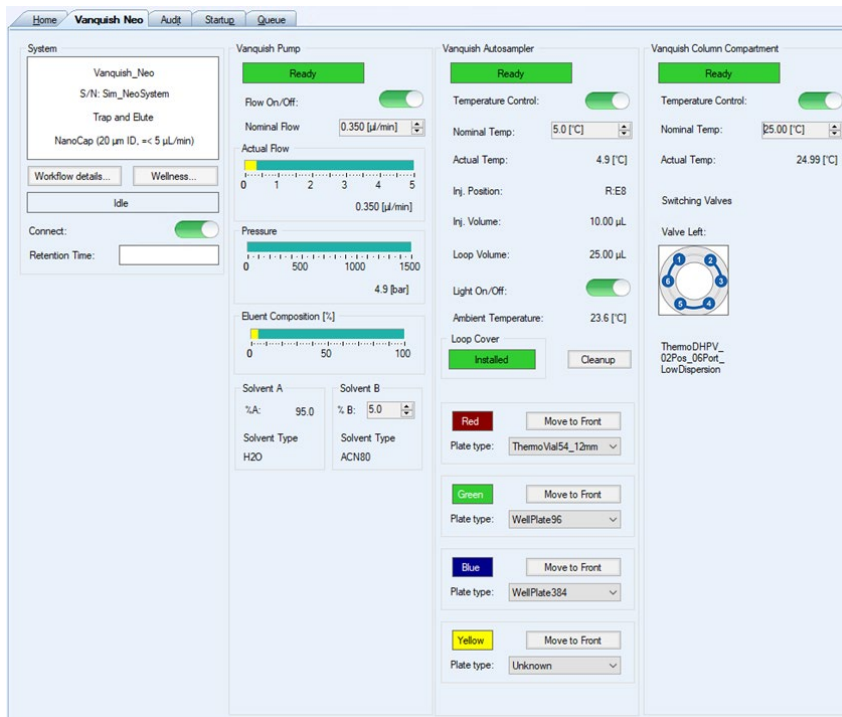 Home
Vanquish Neo
Audit
Startup
Queue
System
Vanquish_Neo
S/N: Sim_NeoSystem
Trap and Elute
NanoCap (20 µm ID, =< 5 µL/min)
Workflow details...
Wellness...
Idle
Connect:
Retention Time:
Vanquish Pump
Ready
Flow On/Off:
Nominal Flow
0.350 [µl/min]
Actual Flow
0 1 2 3 4 5
0.350 [µl/min]
Pressure
0 500 1000 1500
4.9 [bar]
Eluent Composition [%]
0 50 100
Solvent A
%A: 95.0
Solvent Type
H2O
Solvent B
% B: 5.0
Solvent Type
ACN80
Vanquish Autosampler
Ready
Temperature Control:
Nominal Temp: 5.0 [°C]
Actual Temp: 4.9 [°C]
Inj. Position: R:E8
Inj. Volume: 10.00 µL
Loop Volume: 25.00 µL
Light On/Off:
Ambient Temperature: 23.6 [°C]
Loop Cover
Installed
Cleanup
Red
Move to Front
Plate type: ThermoVial54_12mm
Green
Move to Front
Plate type: WellPlate96
Blue
Move to Front
Plate type: WellPlate384
Yellow
Move to Front
Plate type: Unknown
Vanquish Column Compartment
Ready
Temperature Control:
Nominal Temp: 25.00 [°C]
Actual Temp: 24.99 [°C]
Switching Valves
Valve Left:
1 2
6 3
5 4
ThermoDHPV_
02Pos_06Port_
LowDispersion